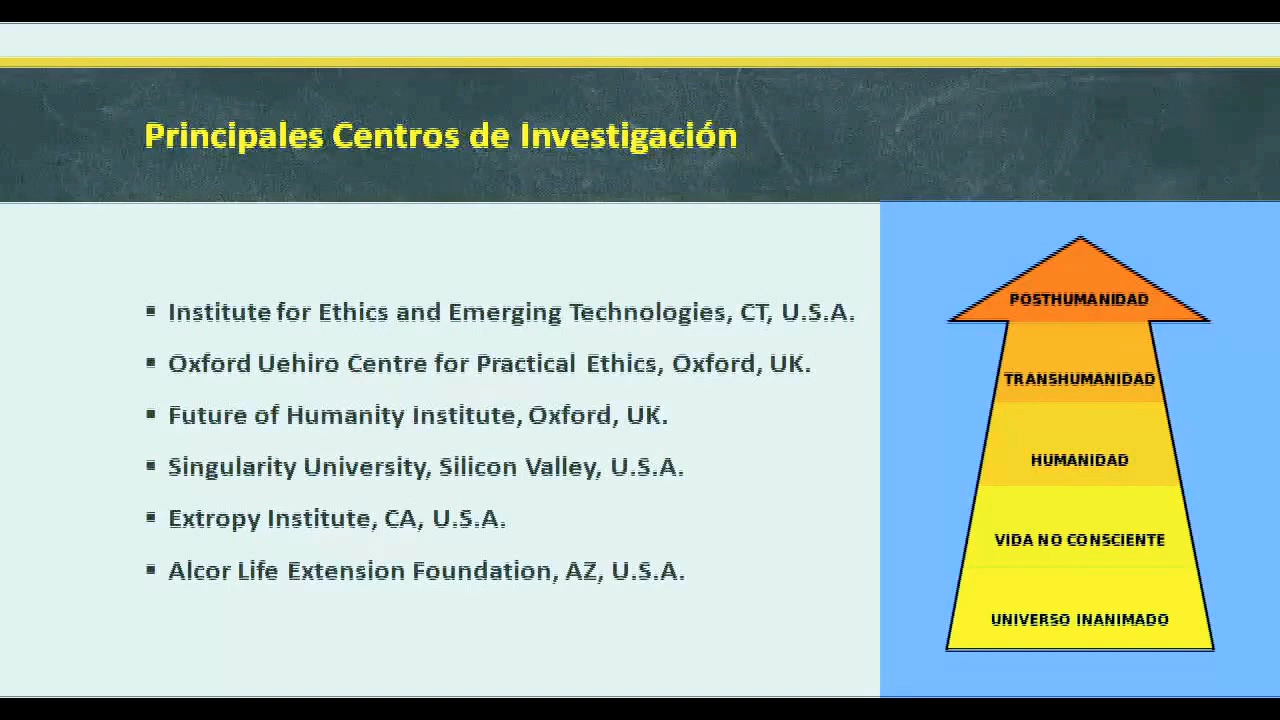 Principales Centros de Investigación
▪ Institute for Ethics and Emerging Technologies, CT, U.S.A.
▪ Oxford Uehiro Centre for Practical Ethics, Oxford, UK.
▪ Future of Humanity Institute, Oxford, UK.
▪ Singularity University, Silicon Valley, U.S.A.
▪ Extropy Institute, CA, U.S.A.
▪ Alcor Life Extension Foundation, AZ, U.S.A.
POSTHUMANIDAD
TRANSHUMANIDAD
HUMANIDAD
VIDA NO CONSCIENTE
UNIVERSO INANIMADO